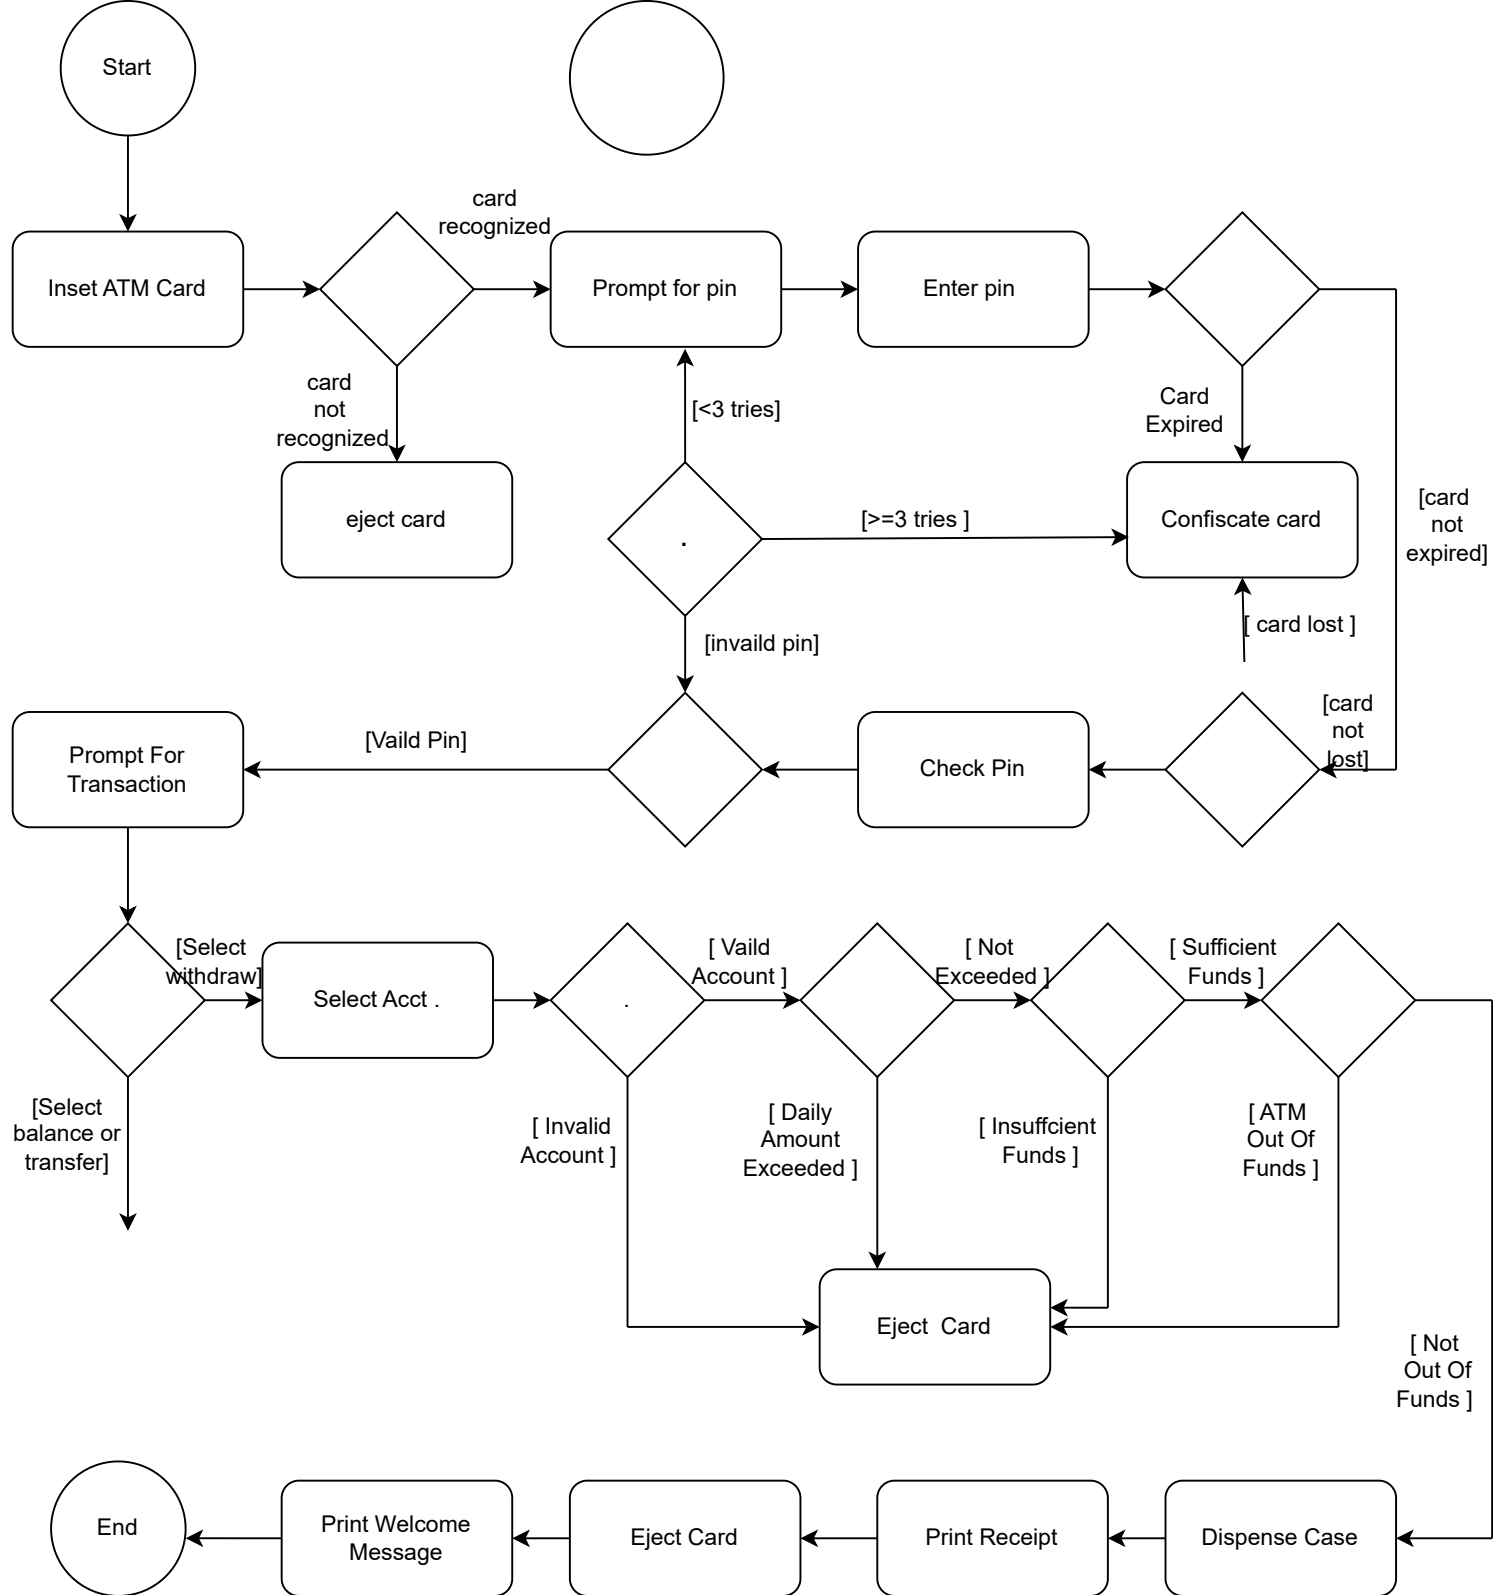 Start
card
recognized
Inset ATM Card
Prompt for pin
Enter pin
card
not
recognized
[<3 tries]
Card
Expired
eject card
.
[>=3 tries ]
Confiscate card
[card
not
expired]
[invaild pin]
[ card lost ]
Prompt For
Transaction
[Vaild Pin]
Check Pin
[card
not
lost]
[Select
withdraw]
Select Acct .
.
[ Vaild
Account ]
[ Not
Exceeded ]
[ Sufficient
Funds ]
[Select
balance or
transfer]
[ Invalid
Account ]
[ Daily
Amount
Exceeded ]
[ Insuffcient
Funds ]
[ ATM
Out Of
Funds ]
Eject  Card
[ Not
Out Of
Funds ]
End
Print Welcome
Message
Eject Card
Print Receipt
Dispense Case